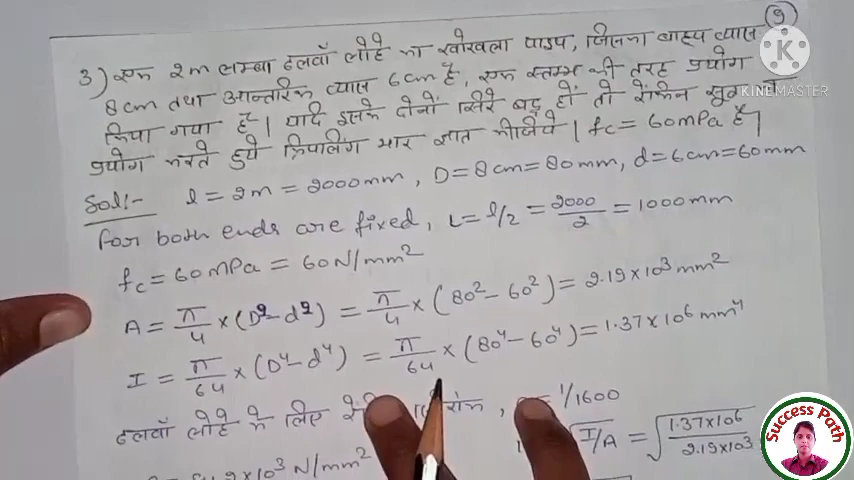 9
3) एक 2m लम्बा ढलवाँ लोहे का खोखला पाइप, जिसका बाह्य व्यास
8cm तथा आन्तरिक व्यास 6cm है, एक स्तम्भ की तरह प्रयोग
किया गया है। यदि इसके दोनों सिरे बद्ध हों तो रेंकिन सूत्र
प्रयोग करते हुये क्रिपलिंग भार ज्ञात कीजिये। fc = 60mPa है।
Sol:- l = 2m = 2000mm, D = 8cm = 80mm, d = 6cm = 60mm
For both ends are fixed, L = l/2 = 2000/2 = 1000mm
fc = 60mPa = 60N/mm²
A = π/4 × (D² - d²) = π/4 × (80² - 60²) = 2.19 × 10³ mm²
I = π/64 × (D⁴ - d⁴) = π/64 × (80⁴ - 60⁴) = 1.37 × 10⁶ mm⁴
ढलवाँ लोहे के लिए , = 1/1600
√I/A = √1.37×10⁶/2.19×10³
×10³ N/mm²
KINEMASTER
Success Path